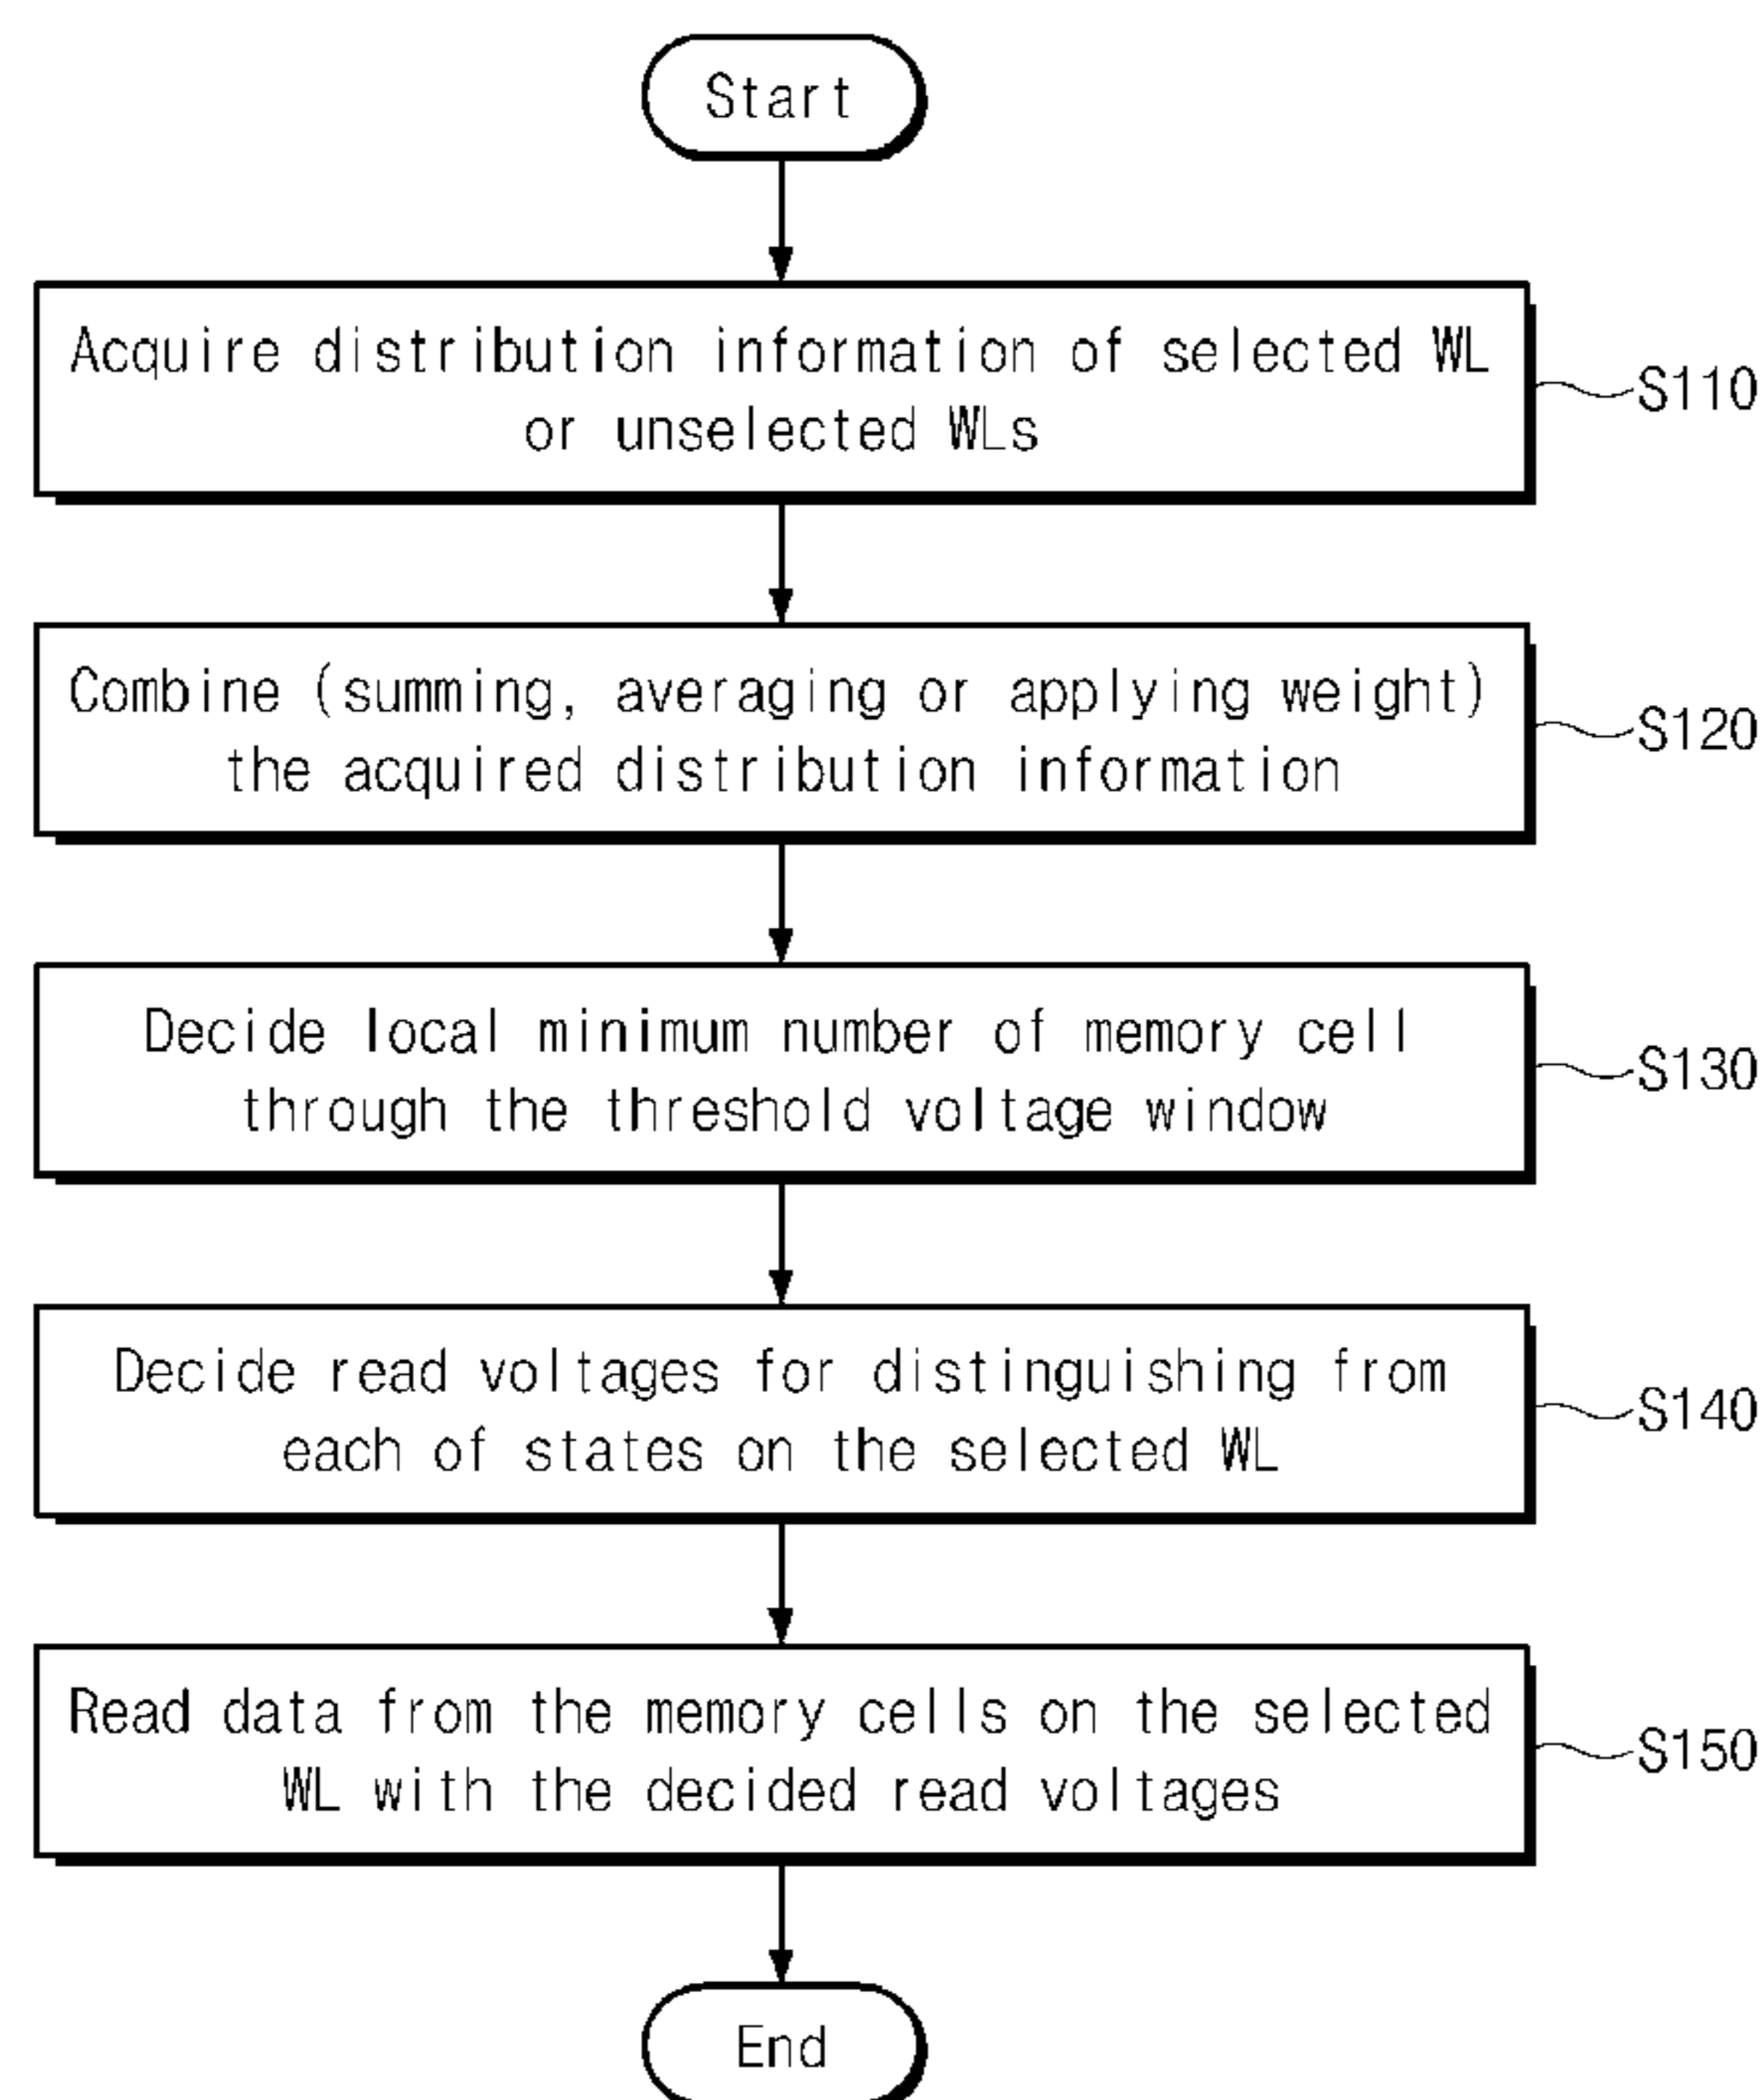 Start
Acquire distribution information of selected WL
or unselected WLs
S110
Combine (summing, averaging or applying weight)
the acquired distribution information
S120
Decide local minimum number of memory cell
through the threshold voltage window
S130
Decide read voltages for distinguishing from
each of states on the selected WL
S140
Read data from the memory cells on the selected
WL with the decided read voltages
S150
End